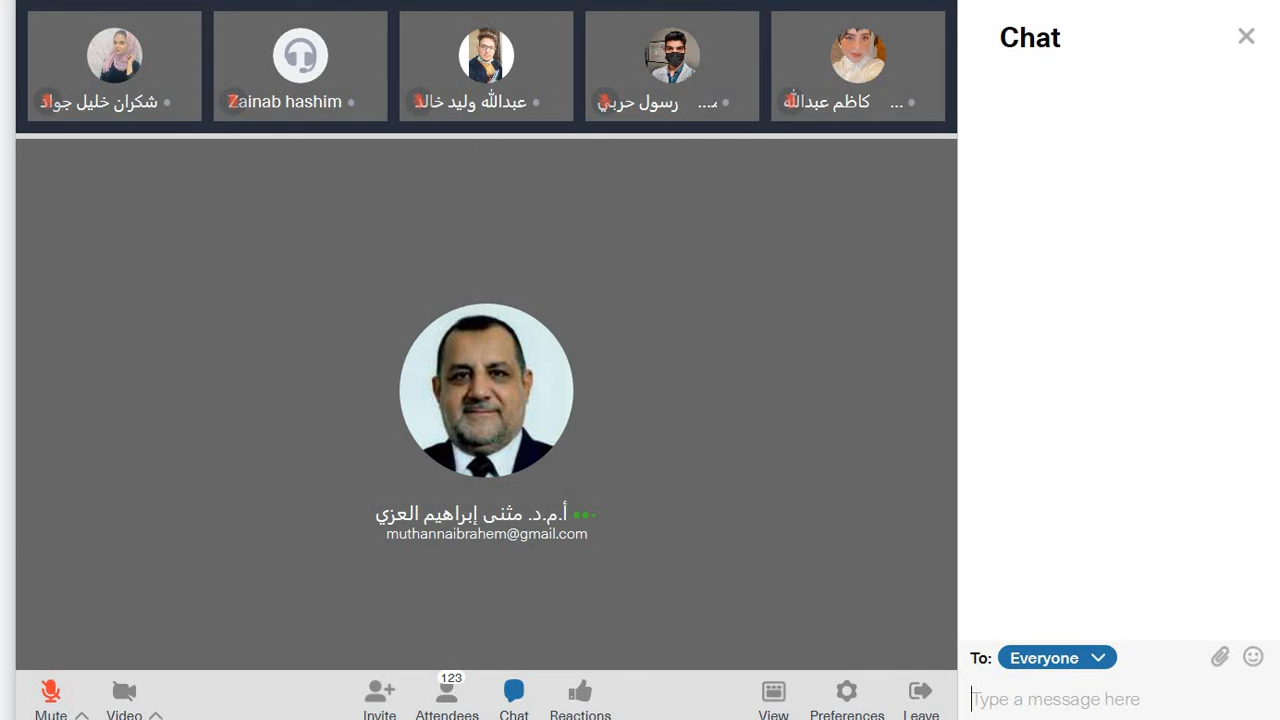 شكران خليل جواد
Zainab hashim
عبدالله وليد خالد
رسول حربي ...
كاظم عبدالله ...
أ.م.د. مثنى إبراهيم العزي
muthannaibrahem@gmail.com
Mute
Video
Invite
123
Attendees
Chat
Reactions
View
Preferences
Leave
Chat
To: Everyone
Type a message here